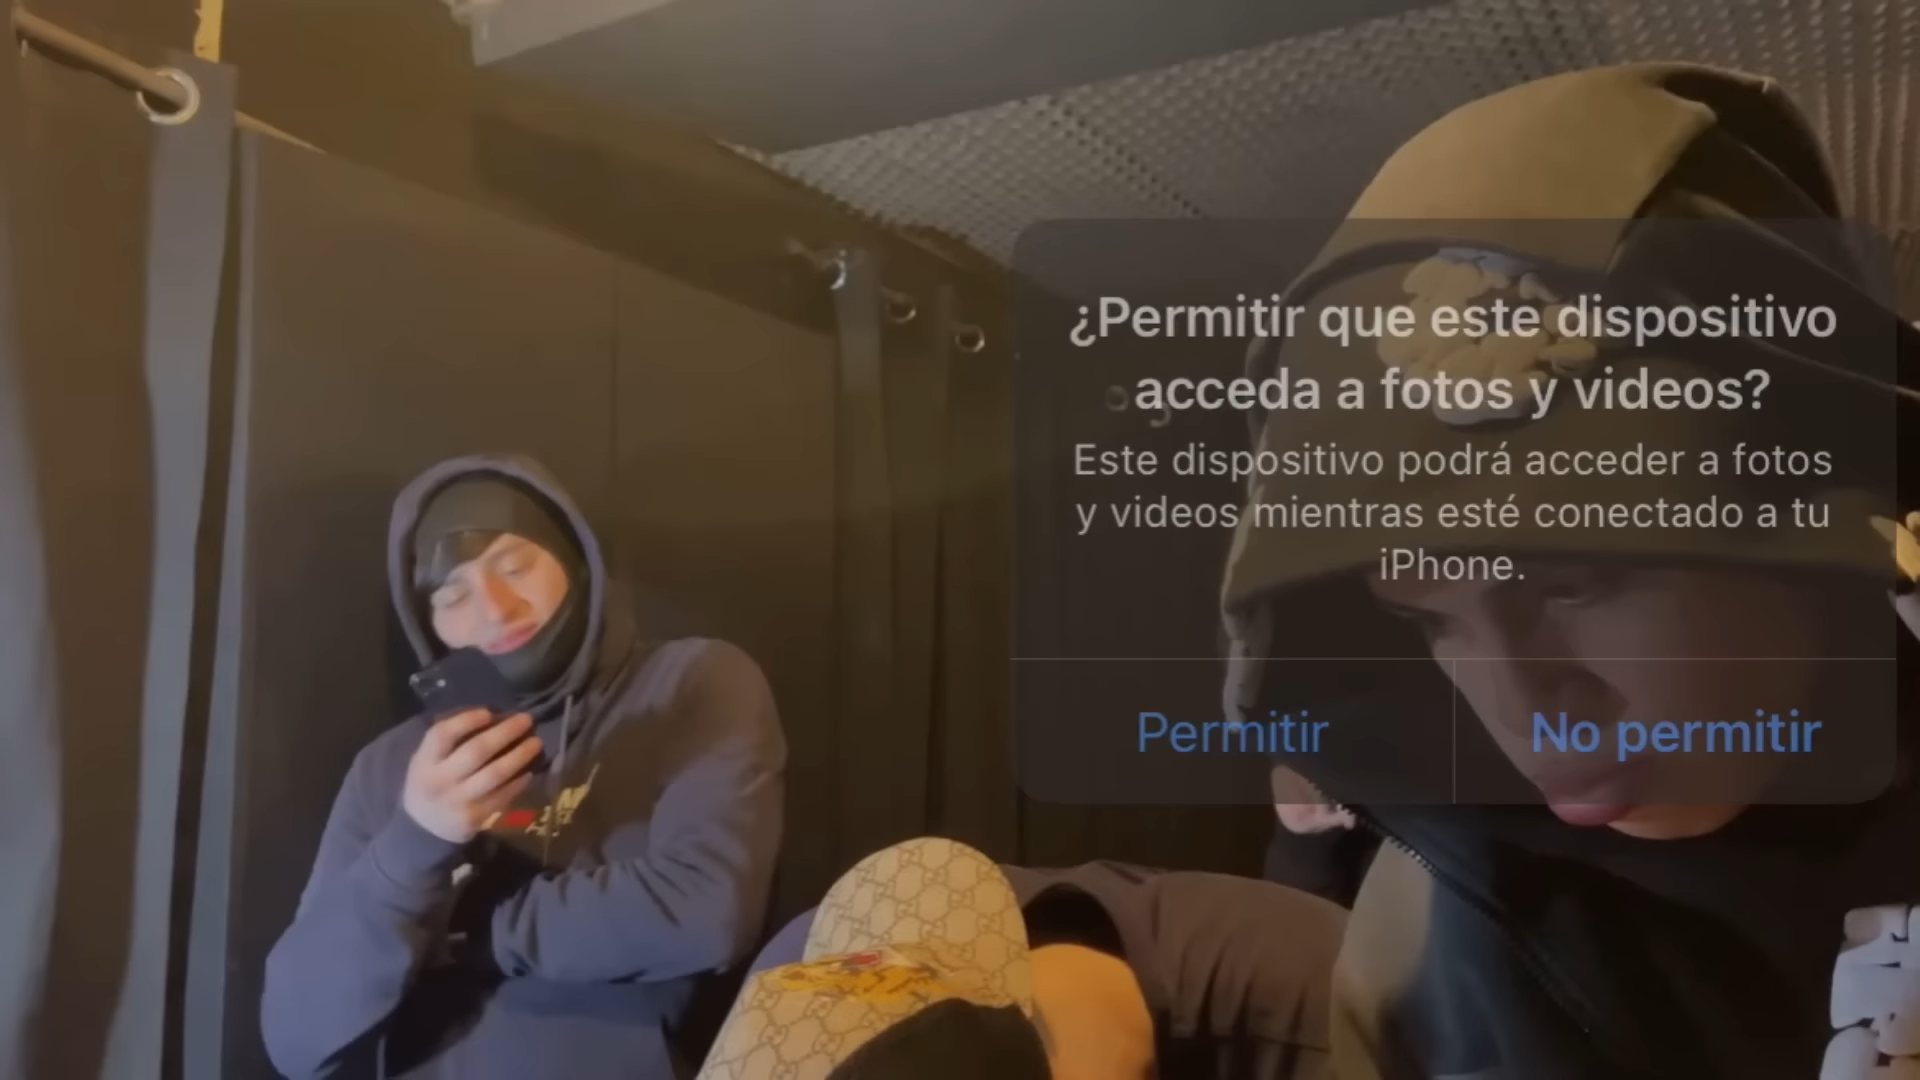 ¿Permitir que este dispositivo
acceda a fotos y videos?
Este dispositivo podrá acceder a fotos
y videos mientras esté conectado a tu
iPhone.
Permitir
No permitir